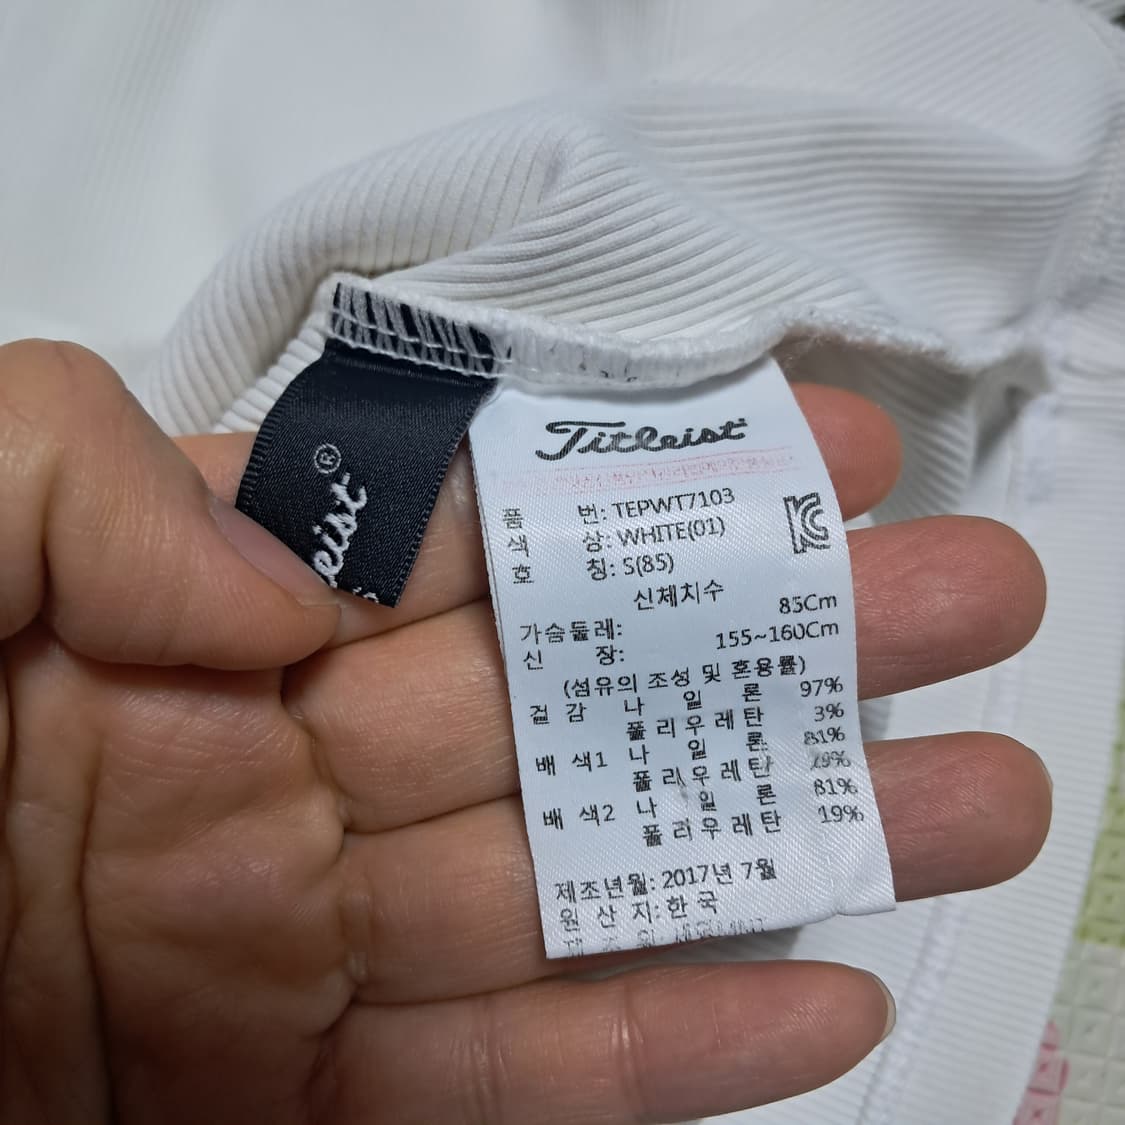 Titleist
품 번: TEPWT7103
색 상: WHITE(01)
호 칭: S(85)
신체치수
가슴둘레: 85Cm
신 장: 155~160Cm
(섬유의 조성 및 혼용률)
겉 감 나 일 론 97%
폴 리 우 레 탄 3%
배 색1 나 일 론 81%
폴 리 우 레 탄
배 색2 나 일 론 81%
폴 리 우 레 탄 19%
제조년월: 2017년 7월
원 산 지: 한 국
®